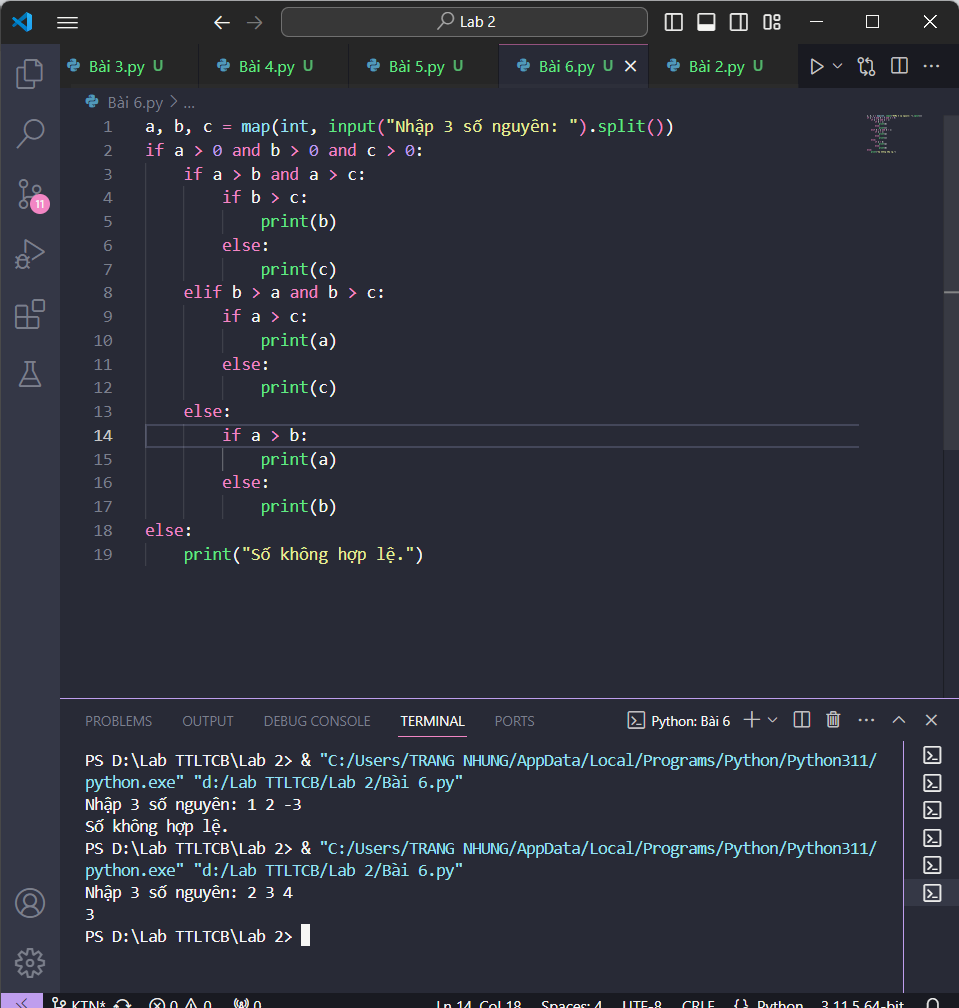 Lab 2
Bài 3.py U
Bài 4.py U
Bài 5.py U
Bài 6.py U
Bài 2.py U
Bài 6.py > ...
1 a, b, c = map(int, input("Nhập 3 số nguyên: ").split())
2 if a > 0 and b > 0 and c > 0:
3     if a > b and a > c:
4         if b > c:
5             print(b)
6         else:
7             print(c)
8     elif b > a and b > c:
9         if a > c:
10             print(a)
11         else:
12             print(c)
13     else:
14         if a > b:
15             print(a)
16         else:
17             print(b)
18 else:
19     print("Số không hợp lệ.")
11
PROBLEMS OUTPUT DEBUG CONSOLE TERMINAL PORTS Python: Bài 6
PS D:\Lab TTLTCB\Lab 2> & "C:/Users/TRANG NHUNG/AppData/Local/Programs/Python/Python311/
python.exe" "d:/Lab TTLTCB/Lab 2/Bài 6.py"
Nhập 3 số nguyên: 1 2 -3
Số không hợp lệ.
PS D:\Lab TTLTCB\Lab 2> & "C:/Users/TRANG NHUNG/AppData/Local/Programs/Python/Python311/
python.exe" "d:/Lab TTLTCB/Lab 2/Bài 6.py"
Nhập 3 số nguyên: 2 3 4
3
PS D:\Lab TTLTCB\Lab 2>
KTN* 0 0 0 Ln 14, Col 18 Spaces: 4 UTF-8 CRLF {} Python 3.11.5 64-bit